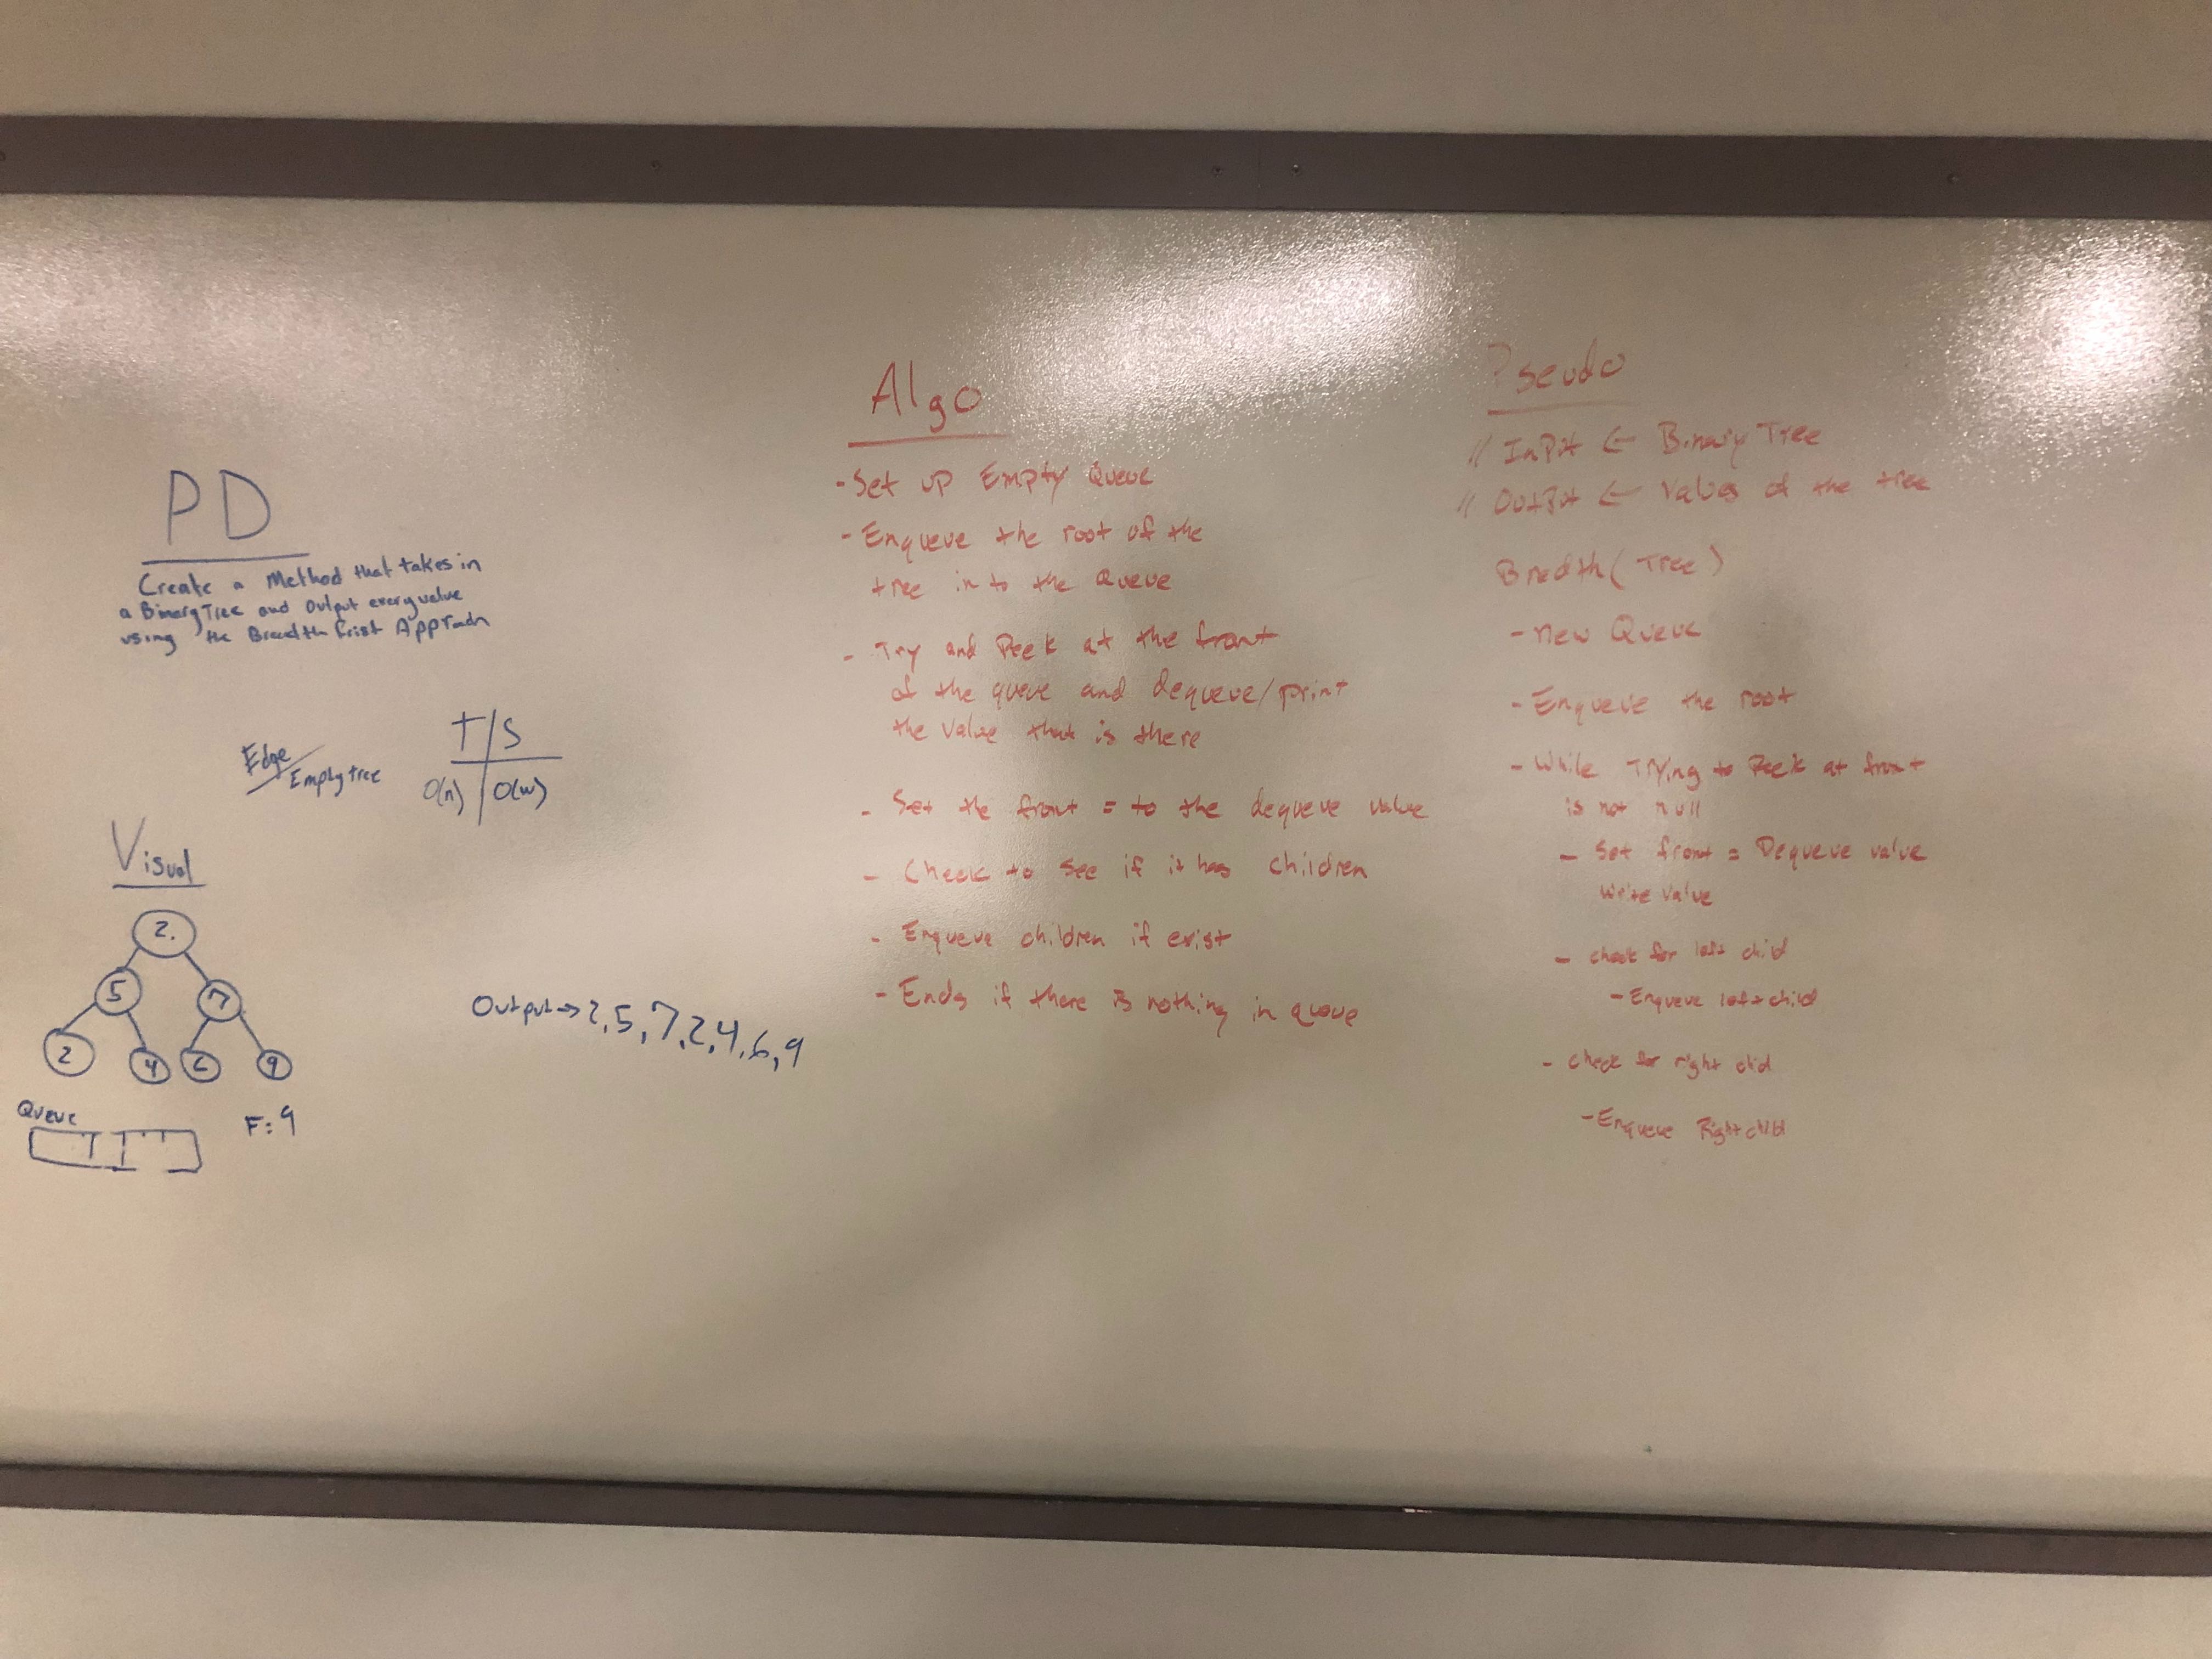 PD
Create a Method that takes in
a Binary Tree and Output every value
using the Breadth frist Approach
Edge/Empty tree
T/S
O(n) | O(w)
Visual
2.
5 7
2 4 6 9
Queue
F: 9
Output→2,5,7,2,4,6,9
Algo
- Set up Empty Queue
- Enqueue the root of the
tree in to the Queue
- Try and Peek at the front
of the queue and dequeue/print
the value that is there
- Set the front = to the dequeue value
- Check to see if it has children
- Enqueue children if exist
- Ends if there is nothing in queue
Pseudo
// InPut ← Binary Tree
// OutPut ← Values of the tree
Bredth(Tree)
- new Queue
- Enqueue the root
- While Trying to Peek at front
is not null
- Set front = Dequeue value
write value
- check for left child
- Enqueue left child
- check for right clid
- Enqueue Right child